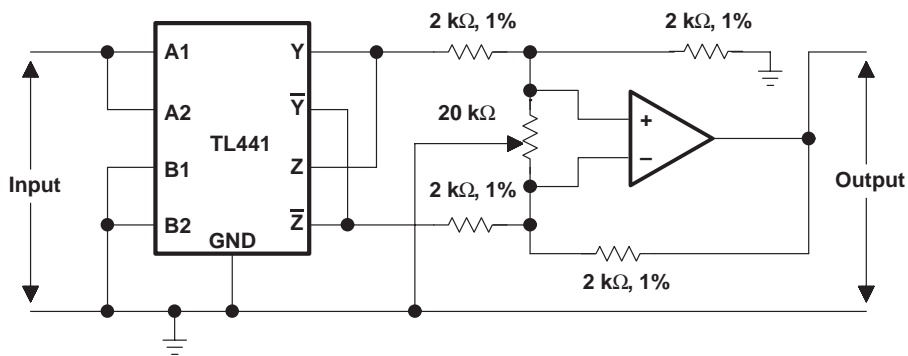 2 kΩ, 1%
2 kΩ, 1%
A1
Y
A2
Y̅
20 kΩ
+
TL441
Input
B1
Z
−
Output
2 kΩ, 1%
B2
Z̅
GND
2 kΩ, 1%